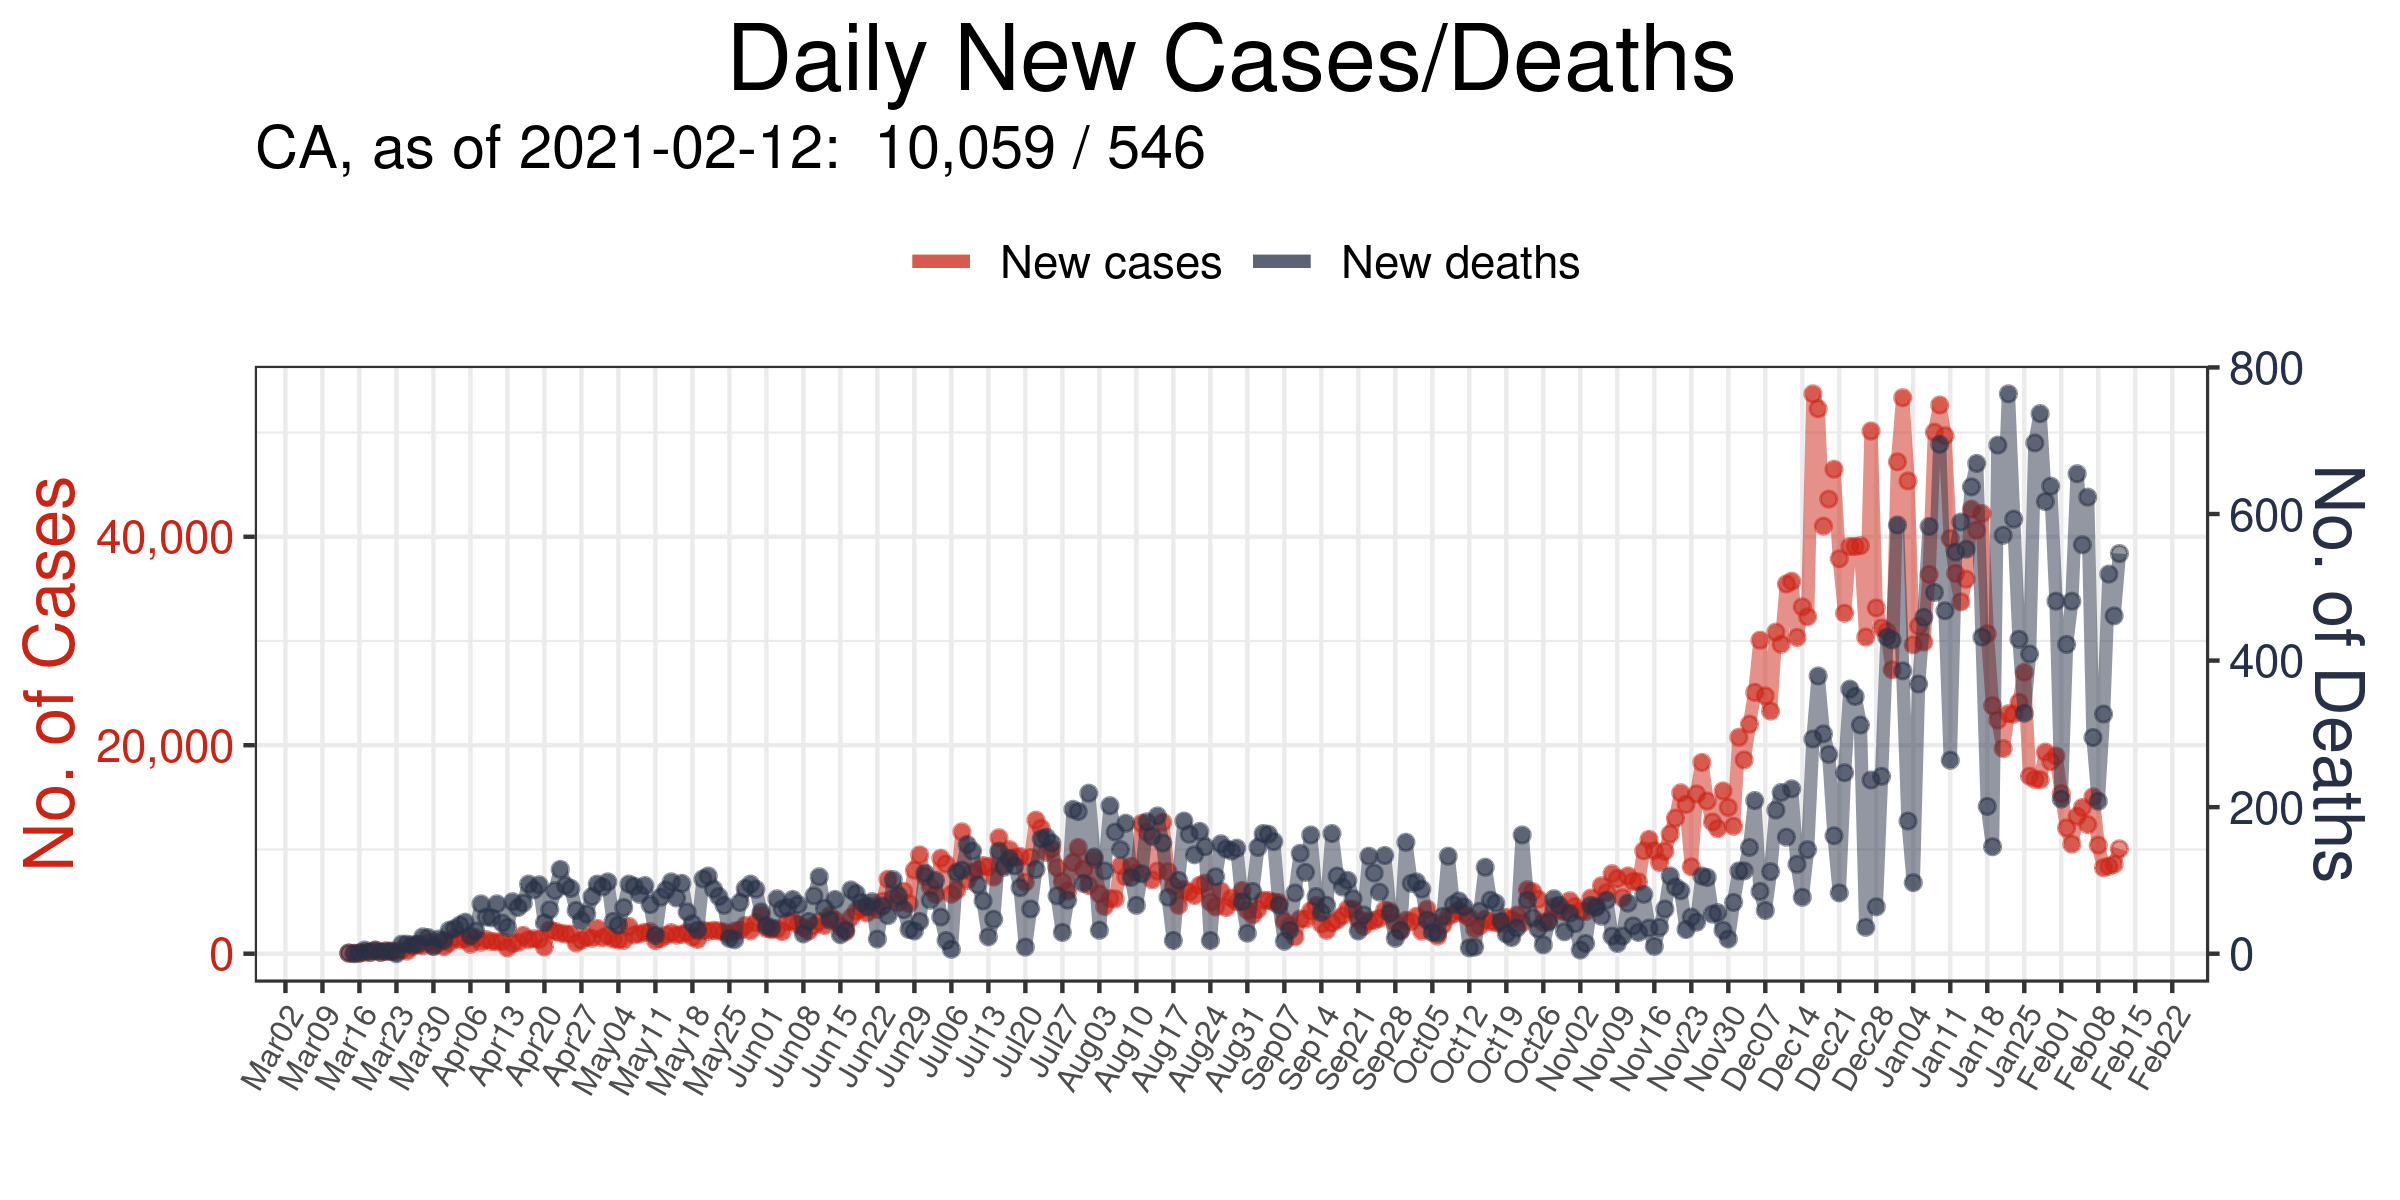 Daily New Cases/Deaths
CA, as of 2021-02-12:  10,059 / 546
New cases
New deaths
No. of Cases
40,000
20,000
0
800
600
400
200
0
No. of Deaths
Mar02
Mar09
Mar16
Mar23
Mar30
Apr06
Apr13
Apr20
Apr27
May04
May11
May18
May25
Jun01
Jun08
Jun15
Jun22
Jun29
Jul06
Jul13
Jul20
Jul27
Aug03
Aug10
Aug17
Aug24
Aug31
Sep07
Sep14
Sep21
Sep28
Oct05
Oct12
Oct19
Oct26
Nov02
Nov09
Nov16
Nov23
Nov30
Dec07
Dec14
Dec21
Dec28
Jan04
Jan11
Jan18
Jan25
Feb01
Feb08
Feb15
Feb22